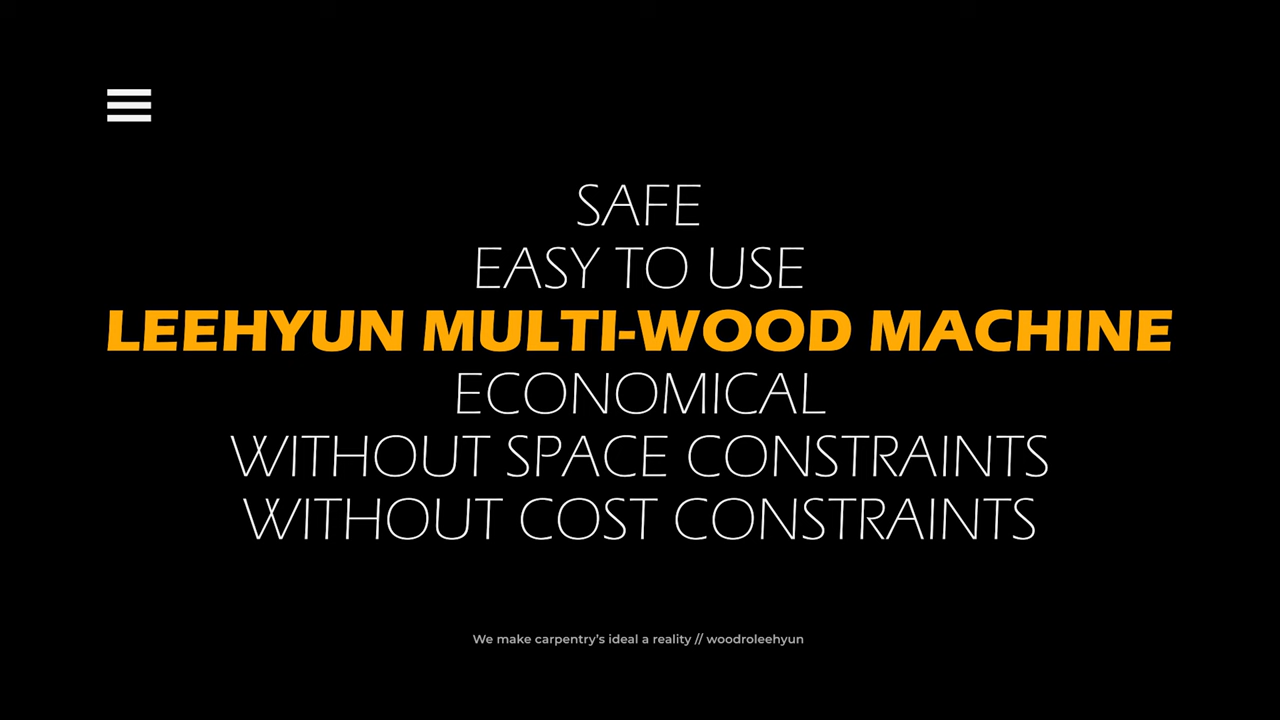 SAFE
EASY TO USE
LEEHYUN MULTI-WOOD MACHINE
ECONOMICAL
WITHOUT SPACE CONSTRAINTS
WITHOUT COST CONSTRAINTS
We make carpentry's ideal a reality // woodroleehyun